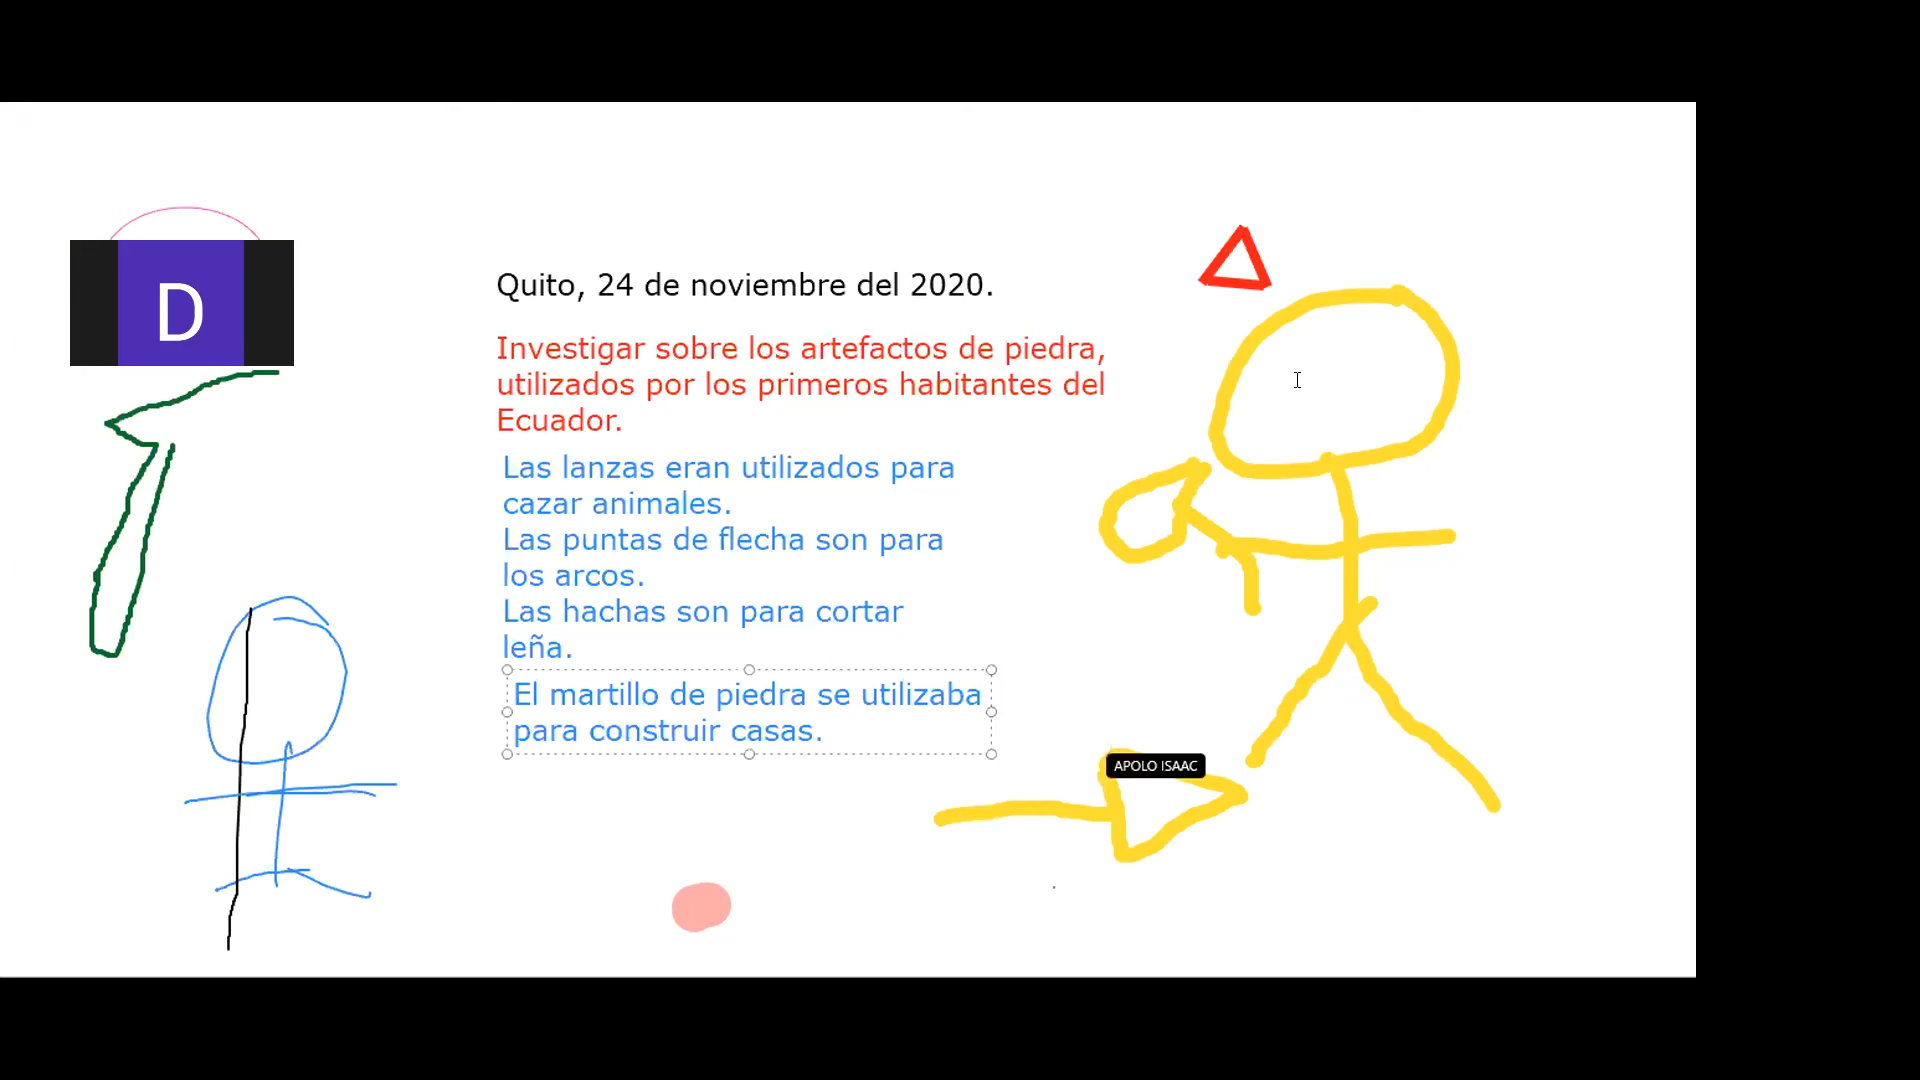 D
Quito, 24 de noviembre del 2020.
Investigar sobre los artefactos de piedra,
utilizados por los primeros habitantes del
Ecuador.
Las lanzas eran utilizados para
cazar animales.
Las puntas de flecha son para
los arcos.
Las hachas son para cortar
leña.
El martillo de piedra se utilizaba
para construir casas.
APOLO ISAAC